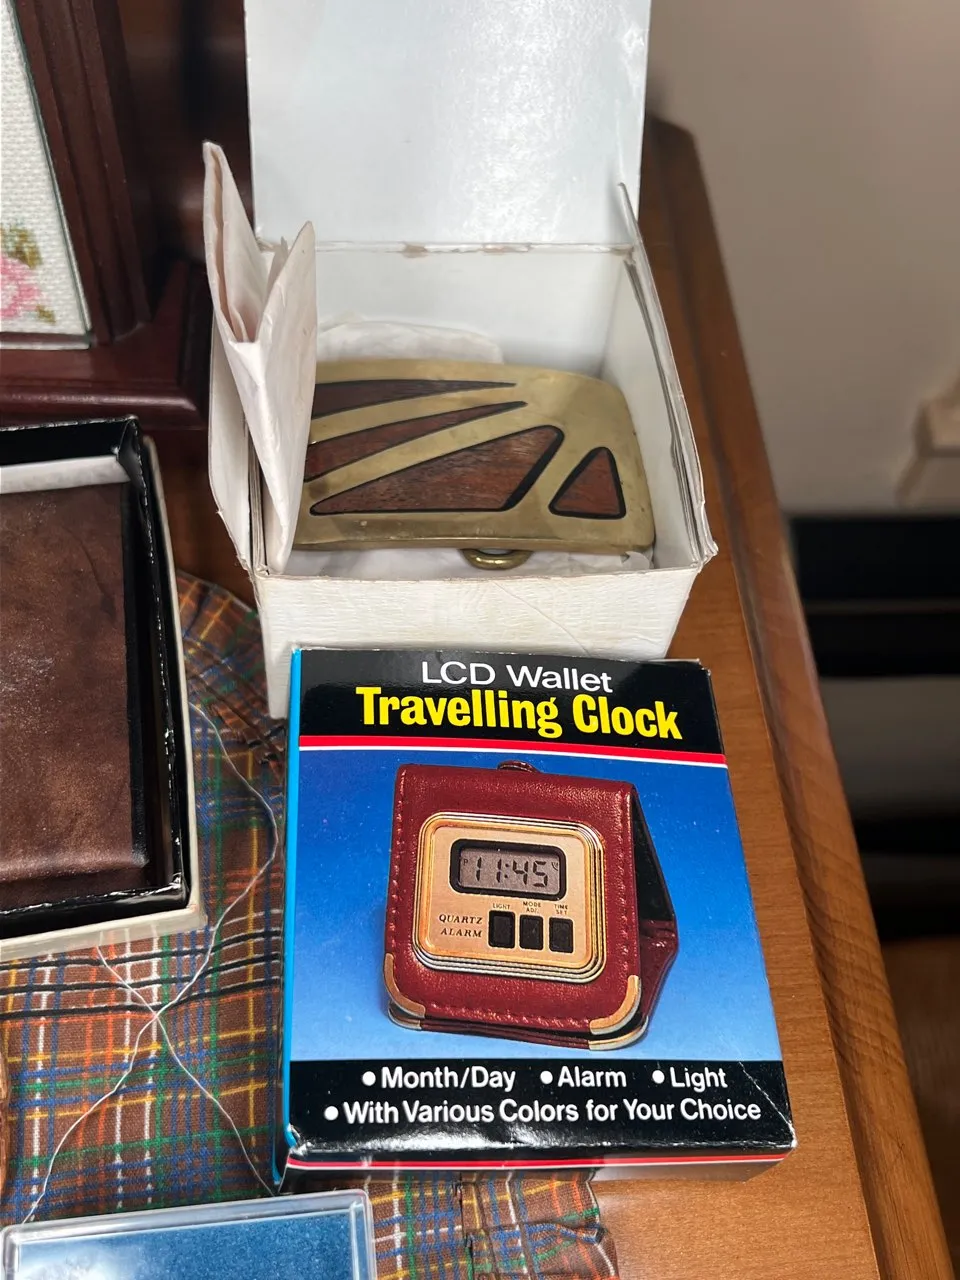 LCD Wallet
Travelling Clock
P 11:45
LIGHT MODE ADJ. TIME SET
QUARTZ
ALARM
• Month/Day • Alarm • Light
• With Various Colors for Your Choice